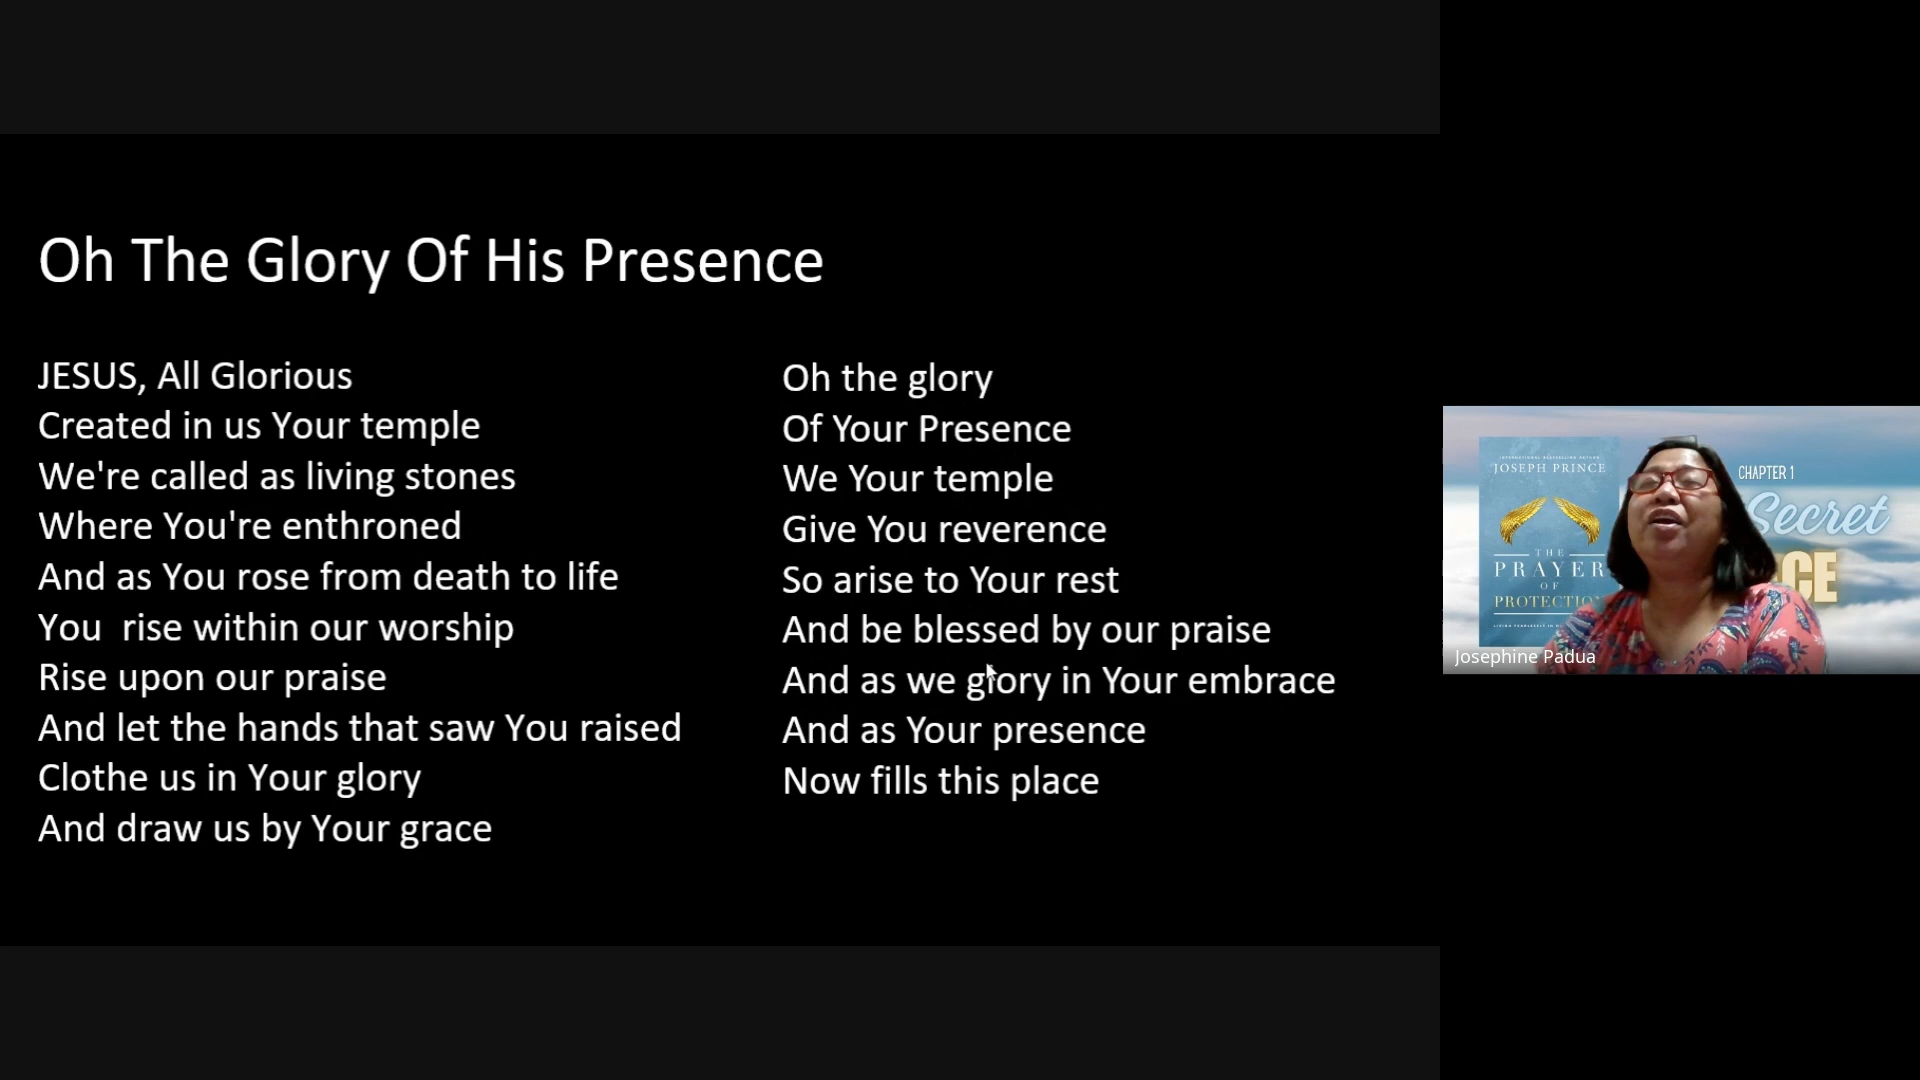 Oh The Glory Of His Presence
JESUS, All Glorious
Created in us Your temple
We're called as living stones
Where You're enthroned
And as You rose from death to life
You  rise within our worship
Rise upon our praise
And let the hands that saw You raised
Clothe us in Your glory
And draw us by Your grace
Oh the glory
Of Your Presence
We Your temple
Give You reverence
So arise to Your rest
And be blessed by our praise
And as we glory in Your embrace
And as Your presence
Now fills this place
JOSEPH PRINCE
THE
PRAYER
OF
PROTECTIO
CHAPTER 1
Secret
CE
Josephine Padua